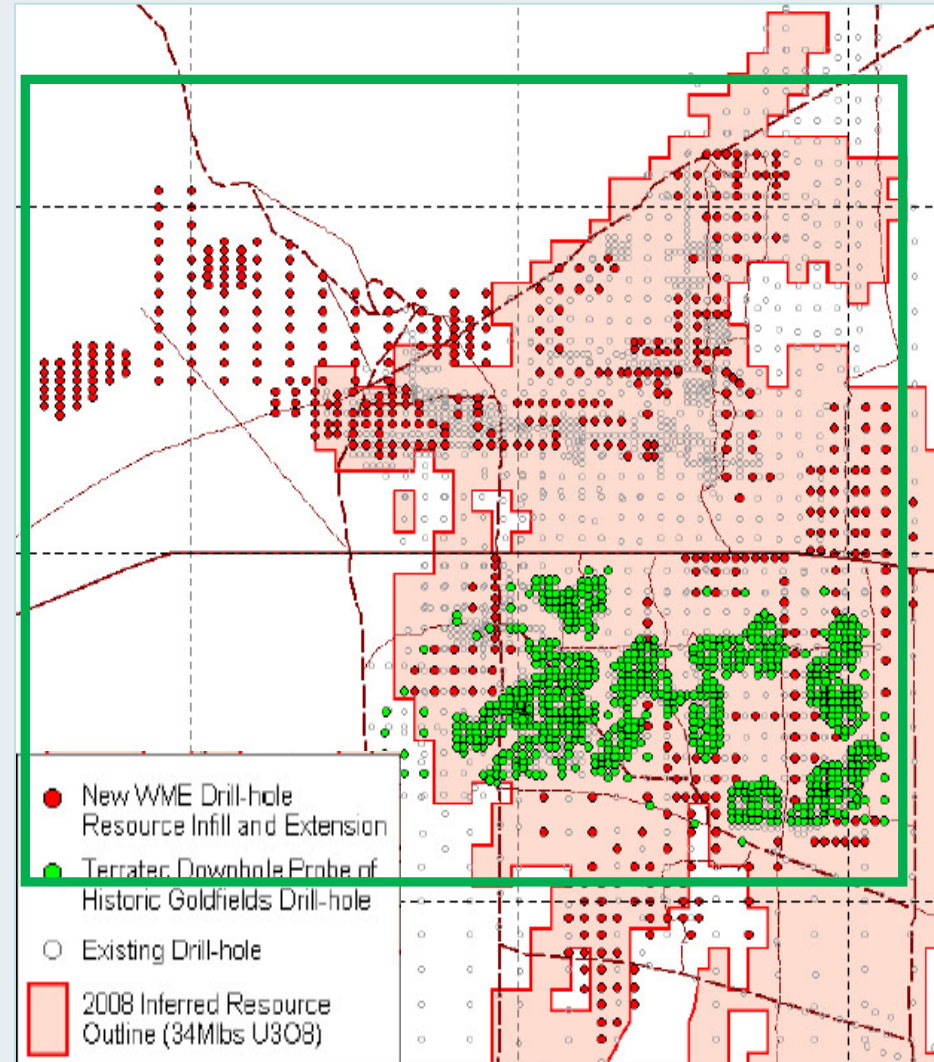 New WME Drill-hole
Resource Infill and Extension
Terratec Downhole Probe of
Historic Goldfields Drill-hole
Existing Drill-hole
2008 Inferred Resource
Outline (34Mlbs U3O8)